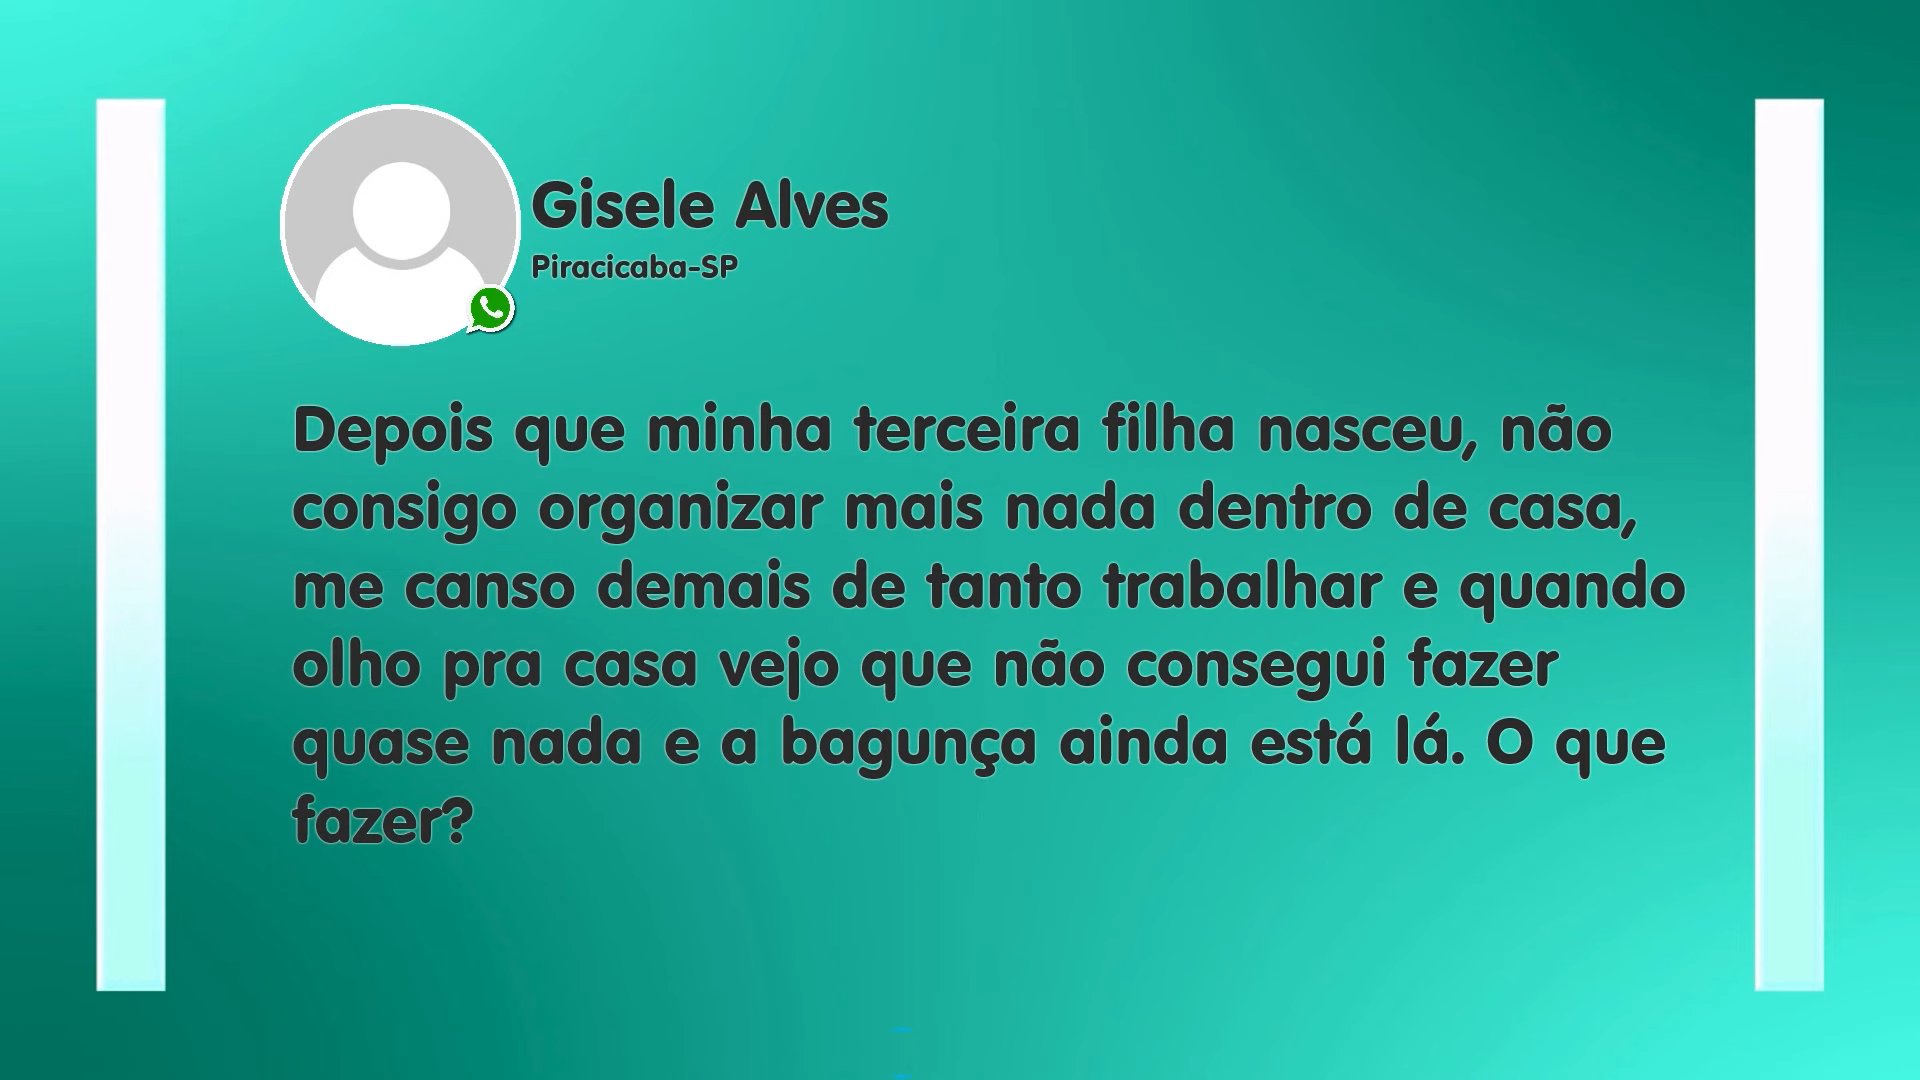 Gisele Alves
Piracicaba-SP
Depois que minha terceira filha nasceu, não
consigo organizar mais nada dentro de casa,
me canso demais de tanto trabalhar e quando
olho pra casa vejo que não consegui fazer
quase nada e a bagunça ainda está lá. O que
fazer?